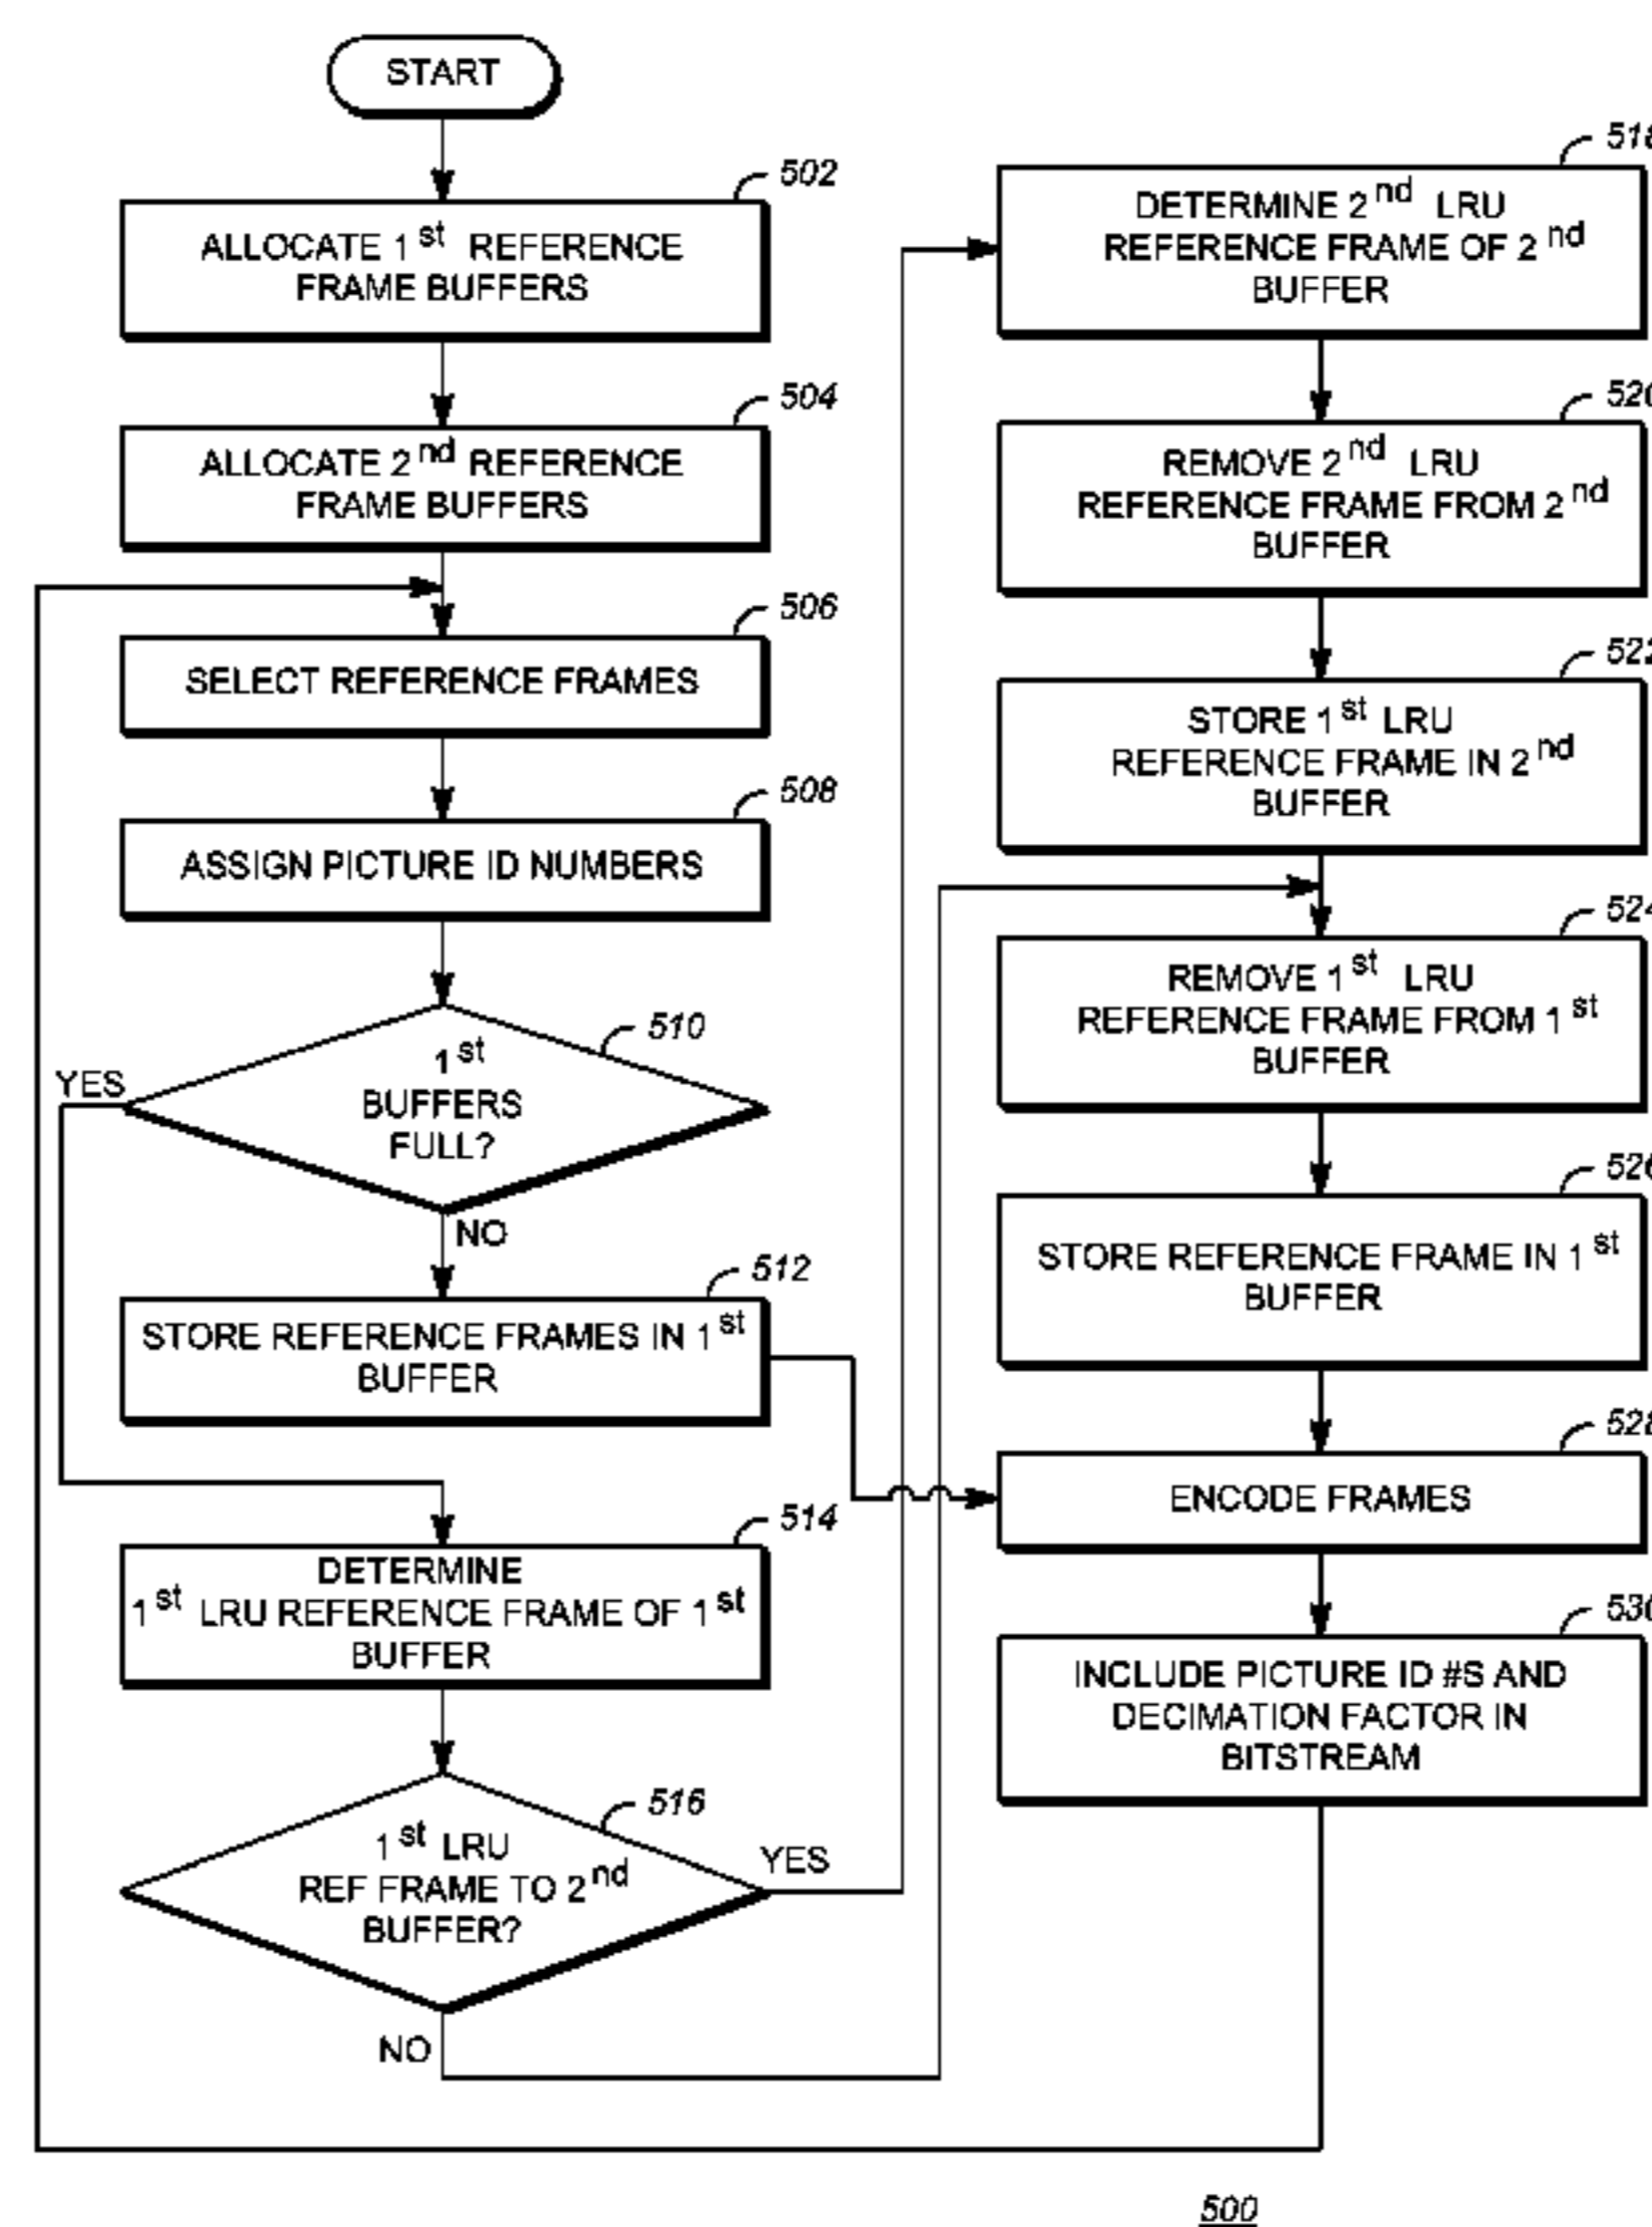 START
502
ALLOCATE 1st REFERENCE
FRAME BUFFERS
504
ALLOCATE 2nd REFERENCE
FRAME BUFFERS
506
SELECT REFERENCE FRAMES
508
ASSIGN PICTURE ID NUMBERS
510
1st
BUFFERS
FULL?
YES
NO
512
STORE REFERENCE FRAMES IN 1st
BUFFER
514
DETERMINE
1st LRU REFERENCE FRAME OF 1st
BUFFER
516
1st LRU
REF FRAME TO 2nd
BUFFER?
YES
NO
DETERMINE 2nd LRU
REFERENCE FRAME OF 2nd
BUFFER
REMOVE 2nd LRU
REFERENCE FRAME FROM 2nd
BUFFER
STORE 1st LRU
REFERENCE FRAME IN 2nd
BUFFER
REMOVE 1st LRU
REFERENCE FRAME FROM 1st
BUFFER
STORE REFERENCE FRAME IN 1st
BUFFER
ENCODE FRAMES
INCLUDE PICTURE ID #S AND
DECIMATION FACTOR IN
BITSTREAM
500